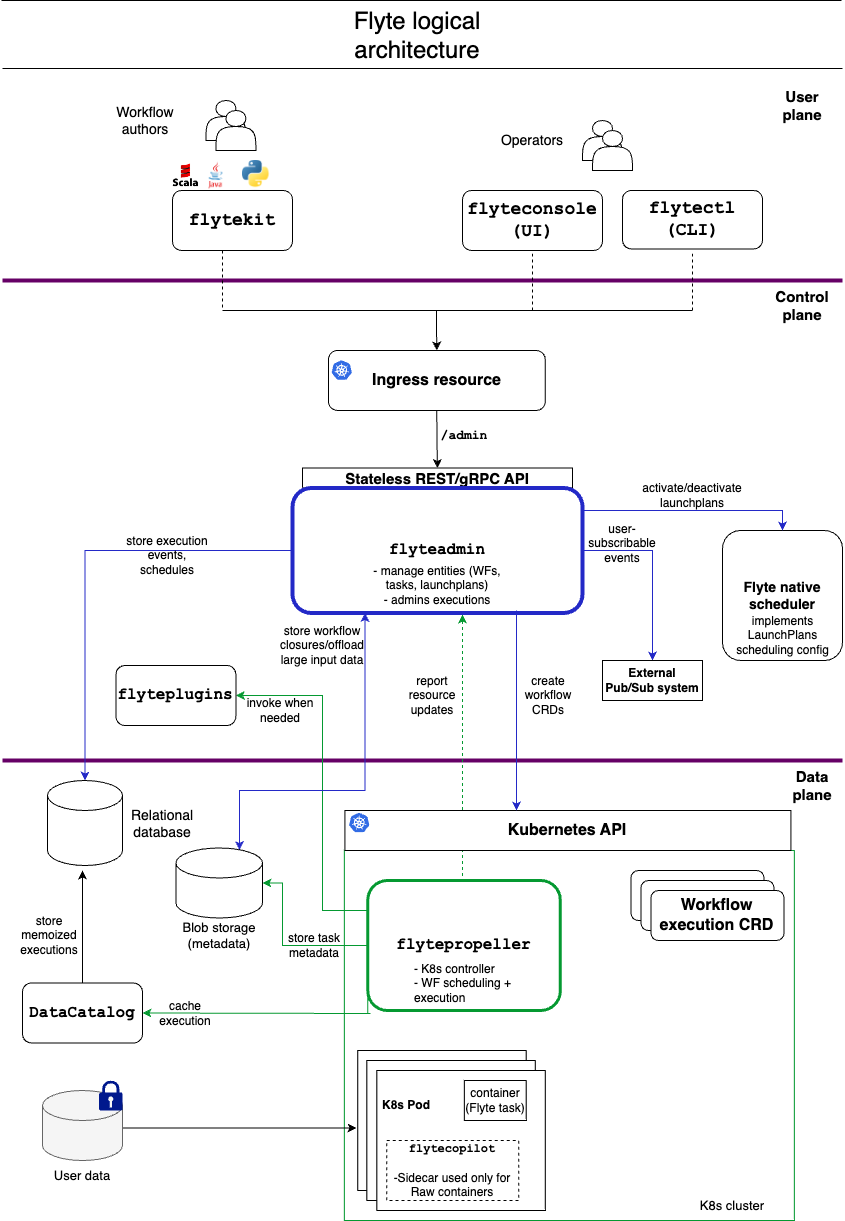 Flyte logical
architecture
User
plane
Workflow
authors
Operators
Scala
Java
flytekit
flyteconsole
(UI)
flytectl
(CLI)
Control
plane
Ingress resource
/admin
Stateless REST/gRPC API
flyteadmin
- manage entities (WFs,
tasks, launchplans)
- admins executions
activate/deactivate
launchplans
user-
subscribable
events
store execution
events,
schedules
Flyte native
scheduler
implements
LaunchPlans
scheduling config
External
Pub/Sub system
store workflow
closures/offload
large input data
report
resource
updates
create
workflow
CRDs
flyteplugins
invoke when
needed
Data
plane
Relational
database
Kubernetes API
Blob storage
(metadata)
Workflow
execution CRD
store
memoized
executions
store task
metadata
flytepropeller
- K8s controller
- WF scheduling +
execution
DataCatalog
cache
execution
K8s Pod
container
(Flyte task)
flytecopilot
-Sidecar used only for
Raw containers
User data
K8s cluster